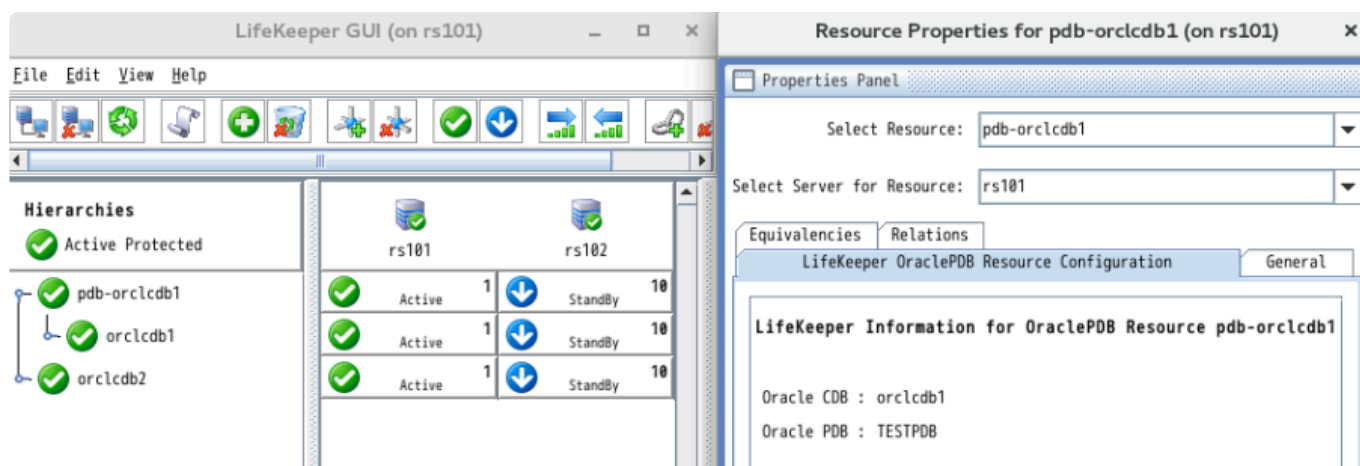 LifeKeeper GUI (on rs101)
File Edit View Help
Hierarchies
Active Protected
rs101
rs102
pdb-orclcdb1
Active 1
StandBy 10
orclcdb1
Active 1
StandBy 10
orclcdb2
Active 1
StandBy 10
Resource Properties for pdb-orclcdb1 (on rs101)
Properties Panel
Select Resource: pdb-orclcdb1
Select Server for Resource: rs101
Equivalencies Relations
LifeKeeper OraclePDB Resource Configuration General
LifeKeeper Information for OraclePDB Resource pdb-orclcdb1
Oracle CDB : orclcdb1
Oracle PDB : TESTPDB